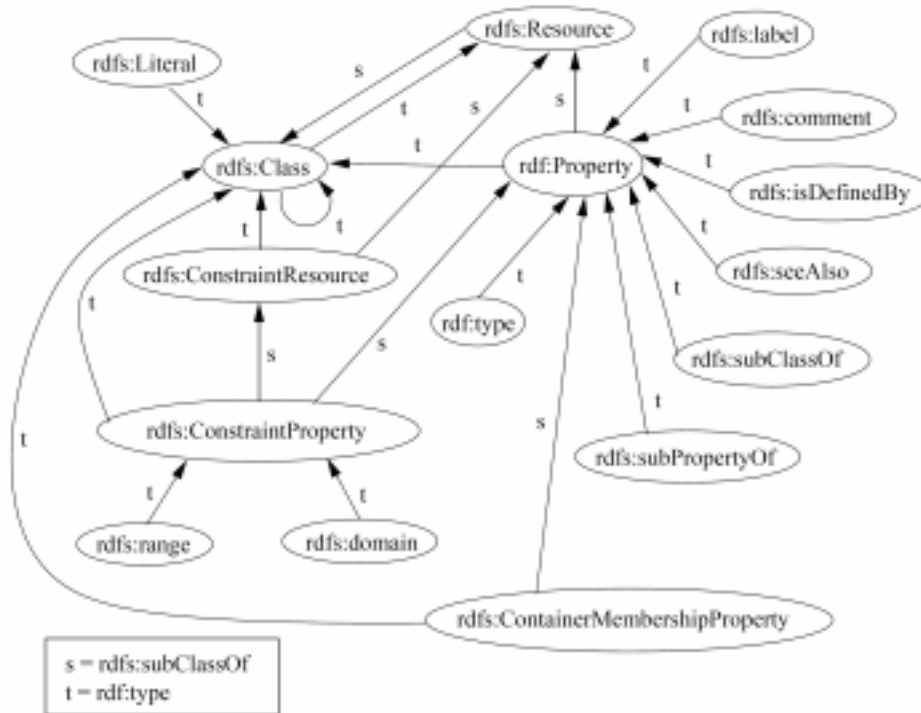 rdfs:Resource
rdfs:label
rdfs:Literal
s
t
t
t
s
s
t
rdfs:comment
t
rdfs:Class
rdf:Property
t
rdfs:isDefinedBy
t
t
t
rdfs:ConstraintResource
rdfs:seeAlso
t
t
t
rdf:type
s
s
rdfs:subClassOf
t
rdfs:ConstraintProperty
t
s
rdfs:subPropertyOf
t
t
rdfs:range
rdfs:domain
rdfs:ContainerMembershipProperty
s = rdfs:subClassOf
t = rdf:type